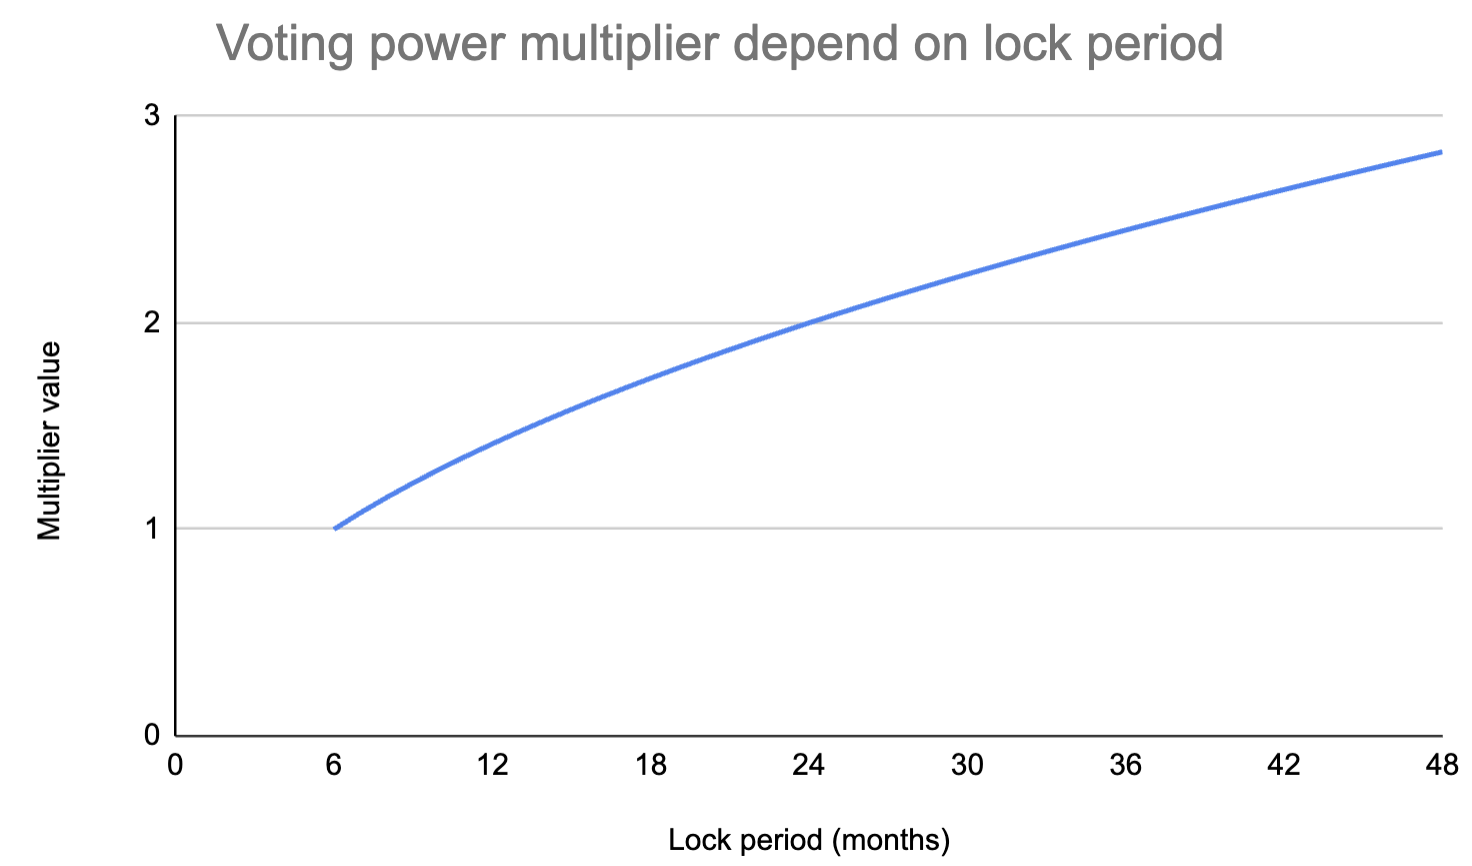 Voting power multiplier depend on lock period
3
2
1
0
Multiplier value
0 6 12 18 24 30 36 42 48
Lock period (months)